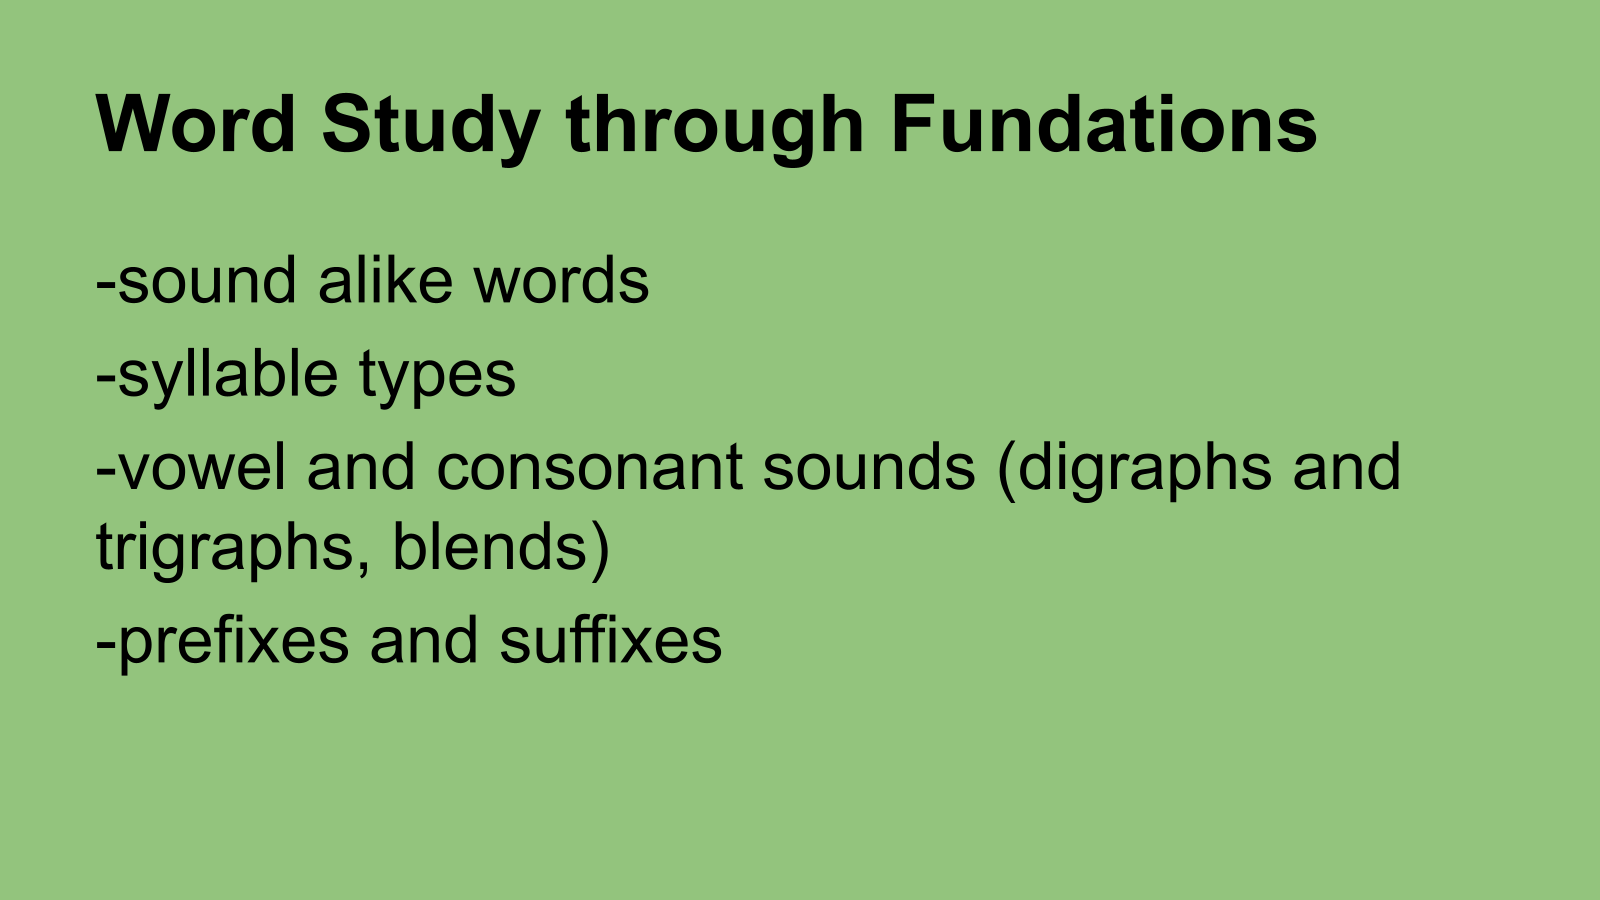 Word Study through Fundations
-sound alike words
-syllable types
-vowel and consonant sounds (digraphs and
trigraphs, blends)
-prefixes and suffixes